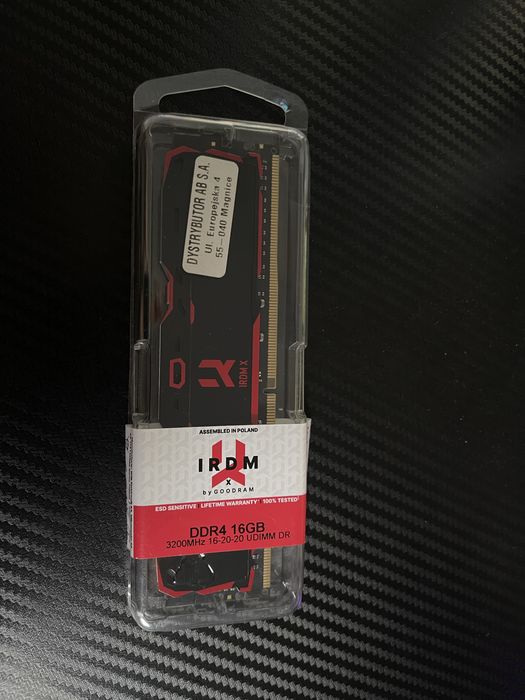 DYSTRYBUTOR AB S.A.
Ul. Europejska 4
55-040 Magnice
IRDM X
ASSEMBLED IN POLAND
IRDM
X
by GOODRAM
ESD SENSITIVE | LIFETIME WARRANTY | 100% TESTED
DDR4 16GB
3200MHz 16-20-20 UDIMM DR